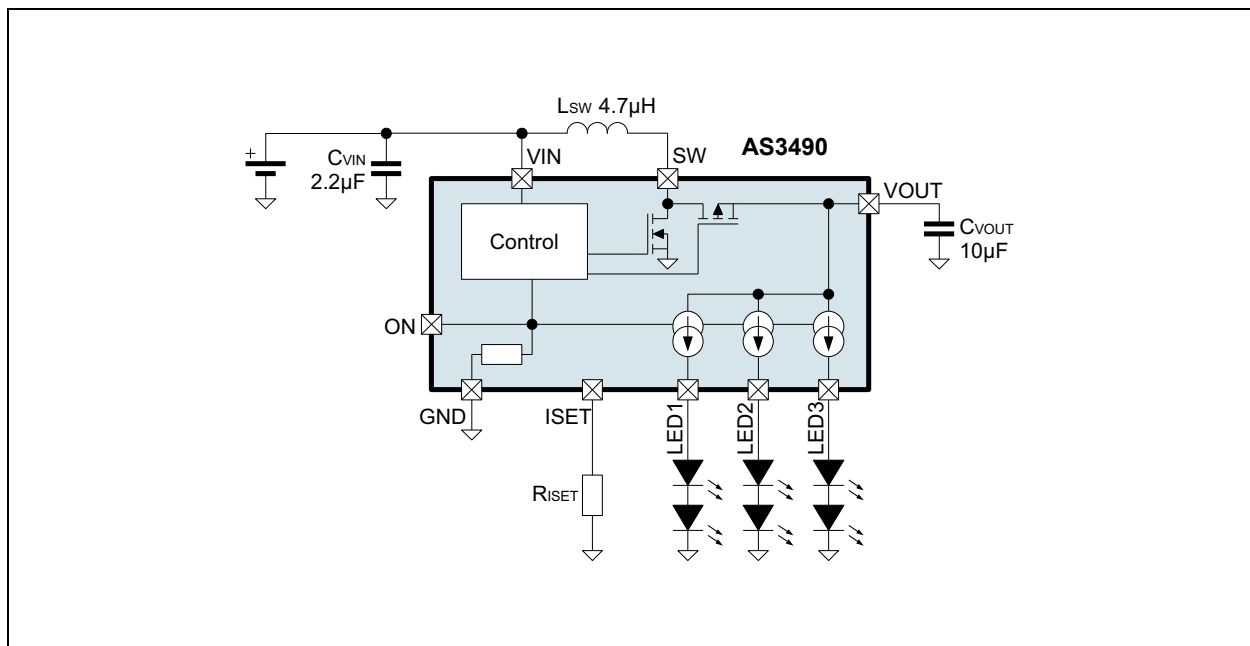 LSW 4.7µH
AS3490
CVIN
2.2µF
VIN
SW
VOUT
CVOUT
10µF
Control
ON
GND
ISET
LED1
LED2
LED3
RISET
+